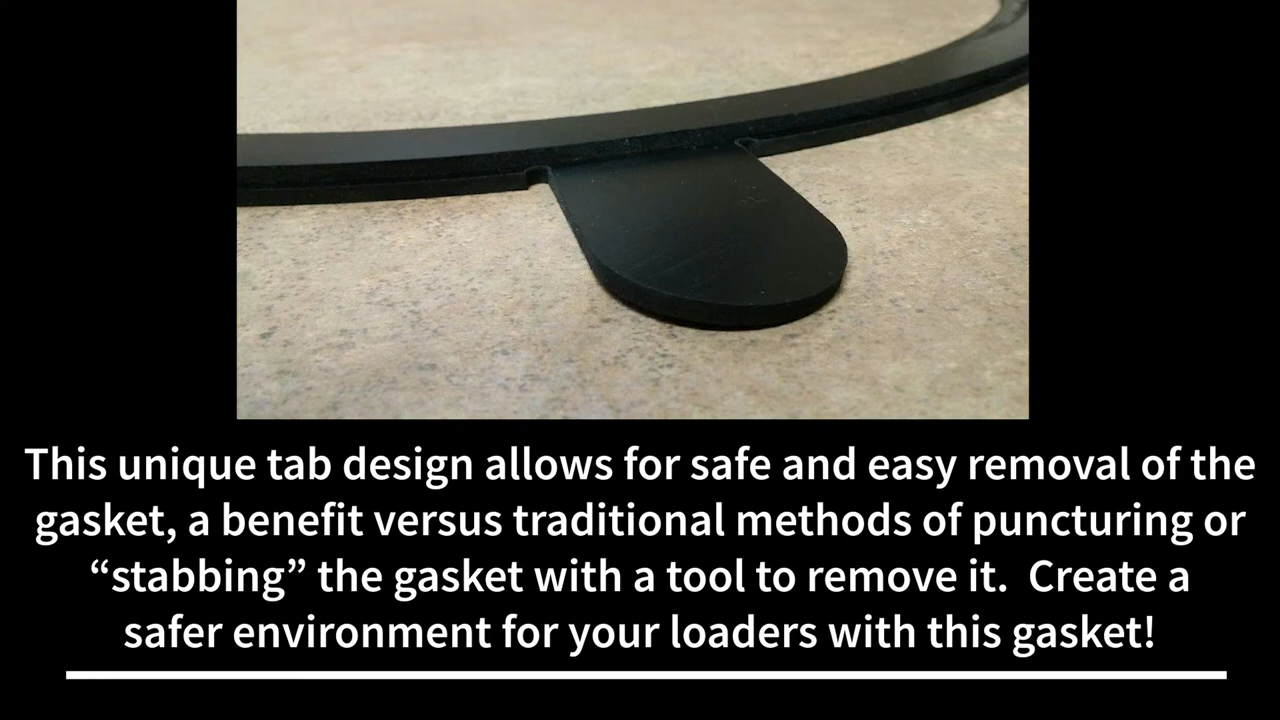 This unique tab design allows for safe and easy removal of the
gasket, a benefit versus traditional methods of puncturing or
“stabbing” the gasket with a tool to remove it.  Create a
safer environment for your loaders with this gasket!